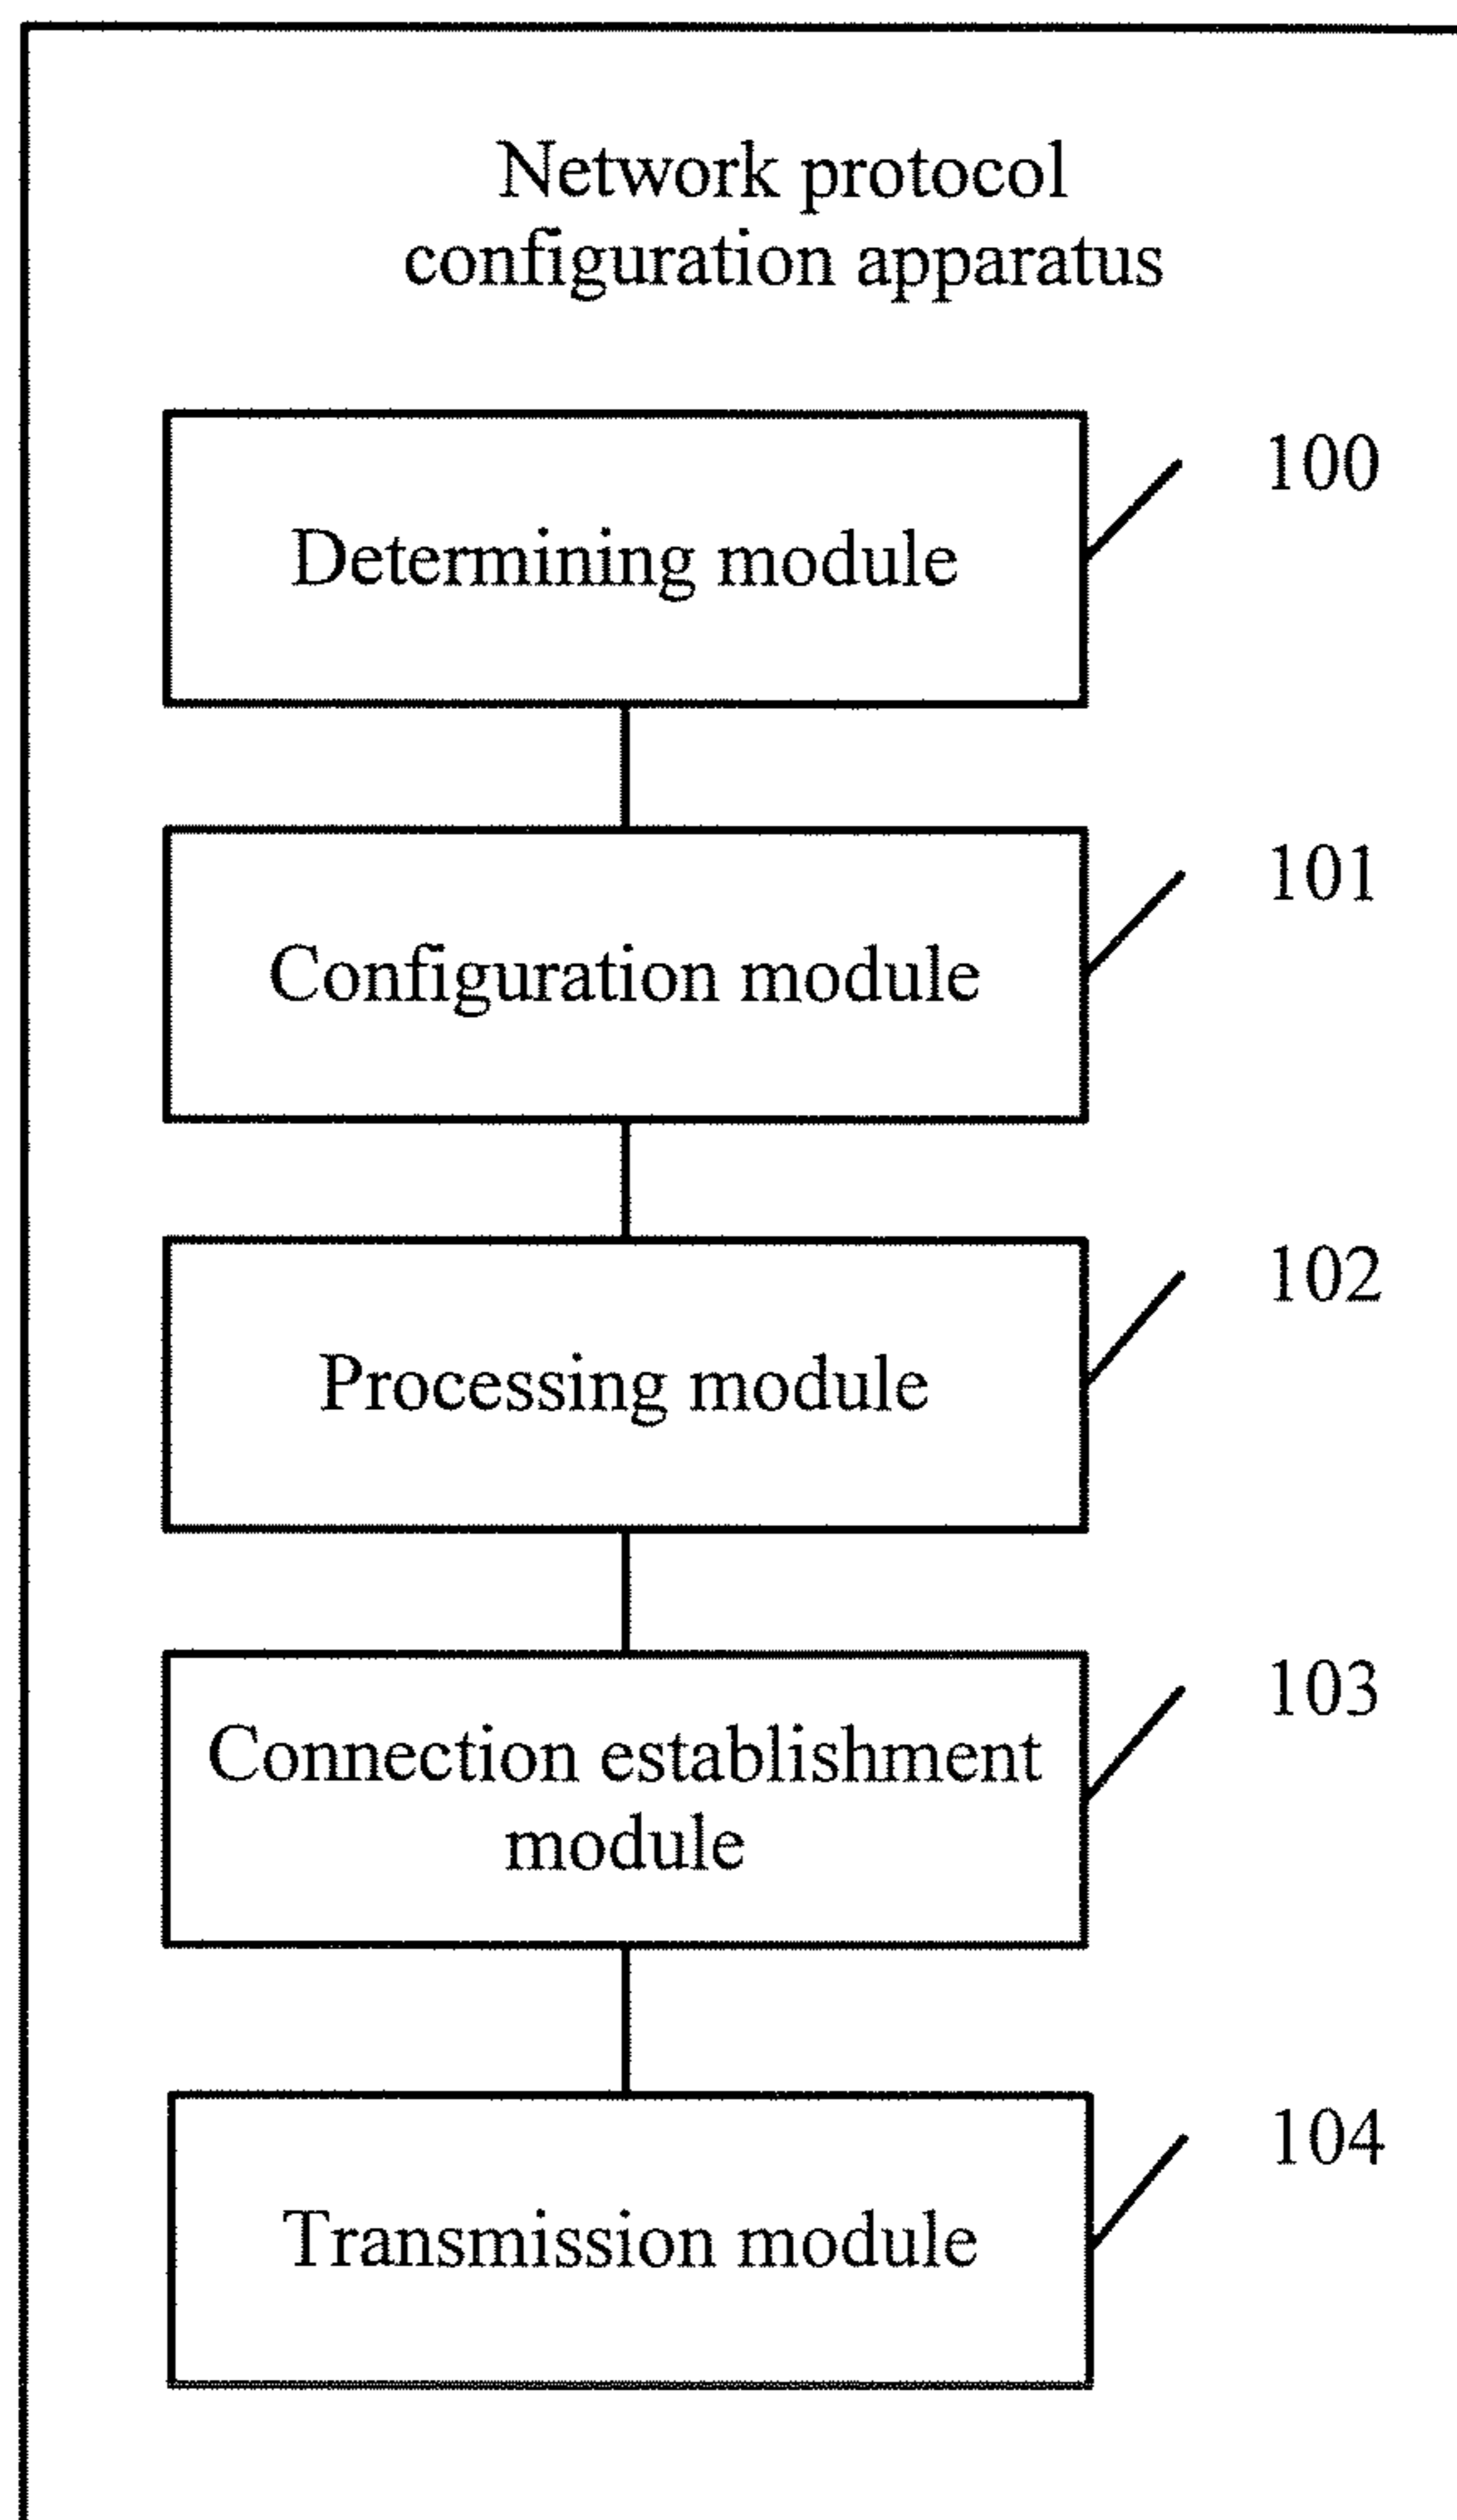 Network protocol
configuration apparatus
Determining module
100
Configuration module
101
Processing module
102
Connection establishment
module
103
Transmission module
104